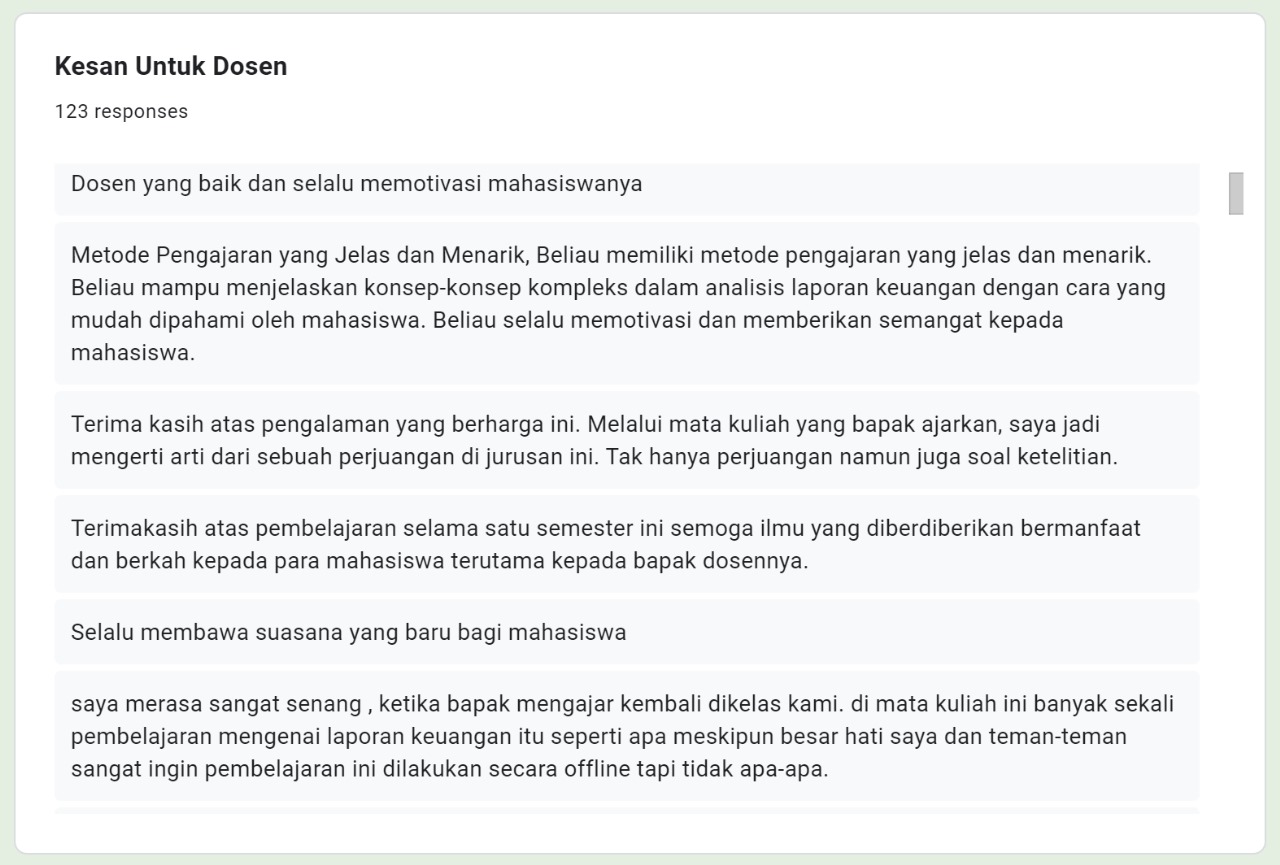 Kesan Untuk Dosen
123 responses
Dosen yang baik dan selalu memotivasi mahasiswanya
Metode Pengajaran yang Jelas dan Menarik, Beliau memiliki metode pengajaran yang jelas dan menarik.
Beliau mampu menjelaskan konsep-konsep kompleks dalam analisis laporan keuangan dengan cara yang
mudah dipahami oleh mahasiswa. Beliau selalu memotivasi dan memberikan semangat kepada
mahasiswa.
Terima kasih atas pengalaman yang berharga ini. Melalui mata kuliah yang bapak ajarkan, saya jadi
mengerti arti dari sebuah perjuangan di jurusan ini. Tak hanya perjuangan namun juga soal ketelitian.
Terimakasih atas pembelajaran selama satu semester ini semoga ilmu yang diberdiberikan bermanfaat
dan berkah kepada para mahasiswa terutama kepada bapak dosennya.
Selalu membawa suasana yang baru bagi mahasiswa
saya merasa sangat senang , ketika bapak mengajar kembali dikelas kami. di mata kuliah ini banyak sekali
pembelajaran mengenai laporan keuangan itu seperti apa meskipun besar hati saya dan teman-teman
sangat ingin pembelajaran ini dilakukan secara offline tapi tidak apa-apa.